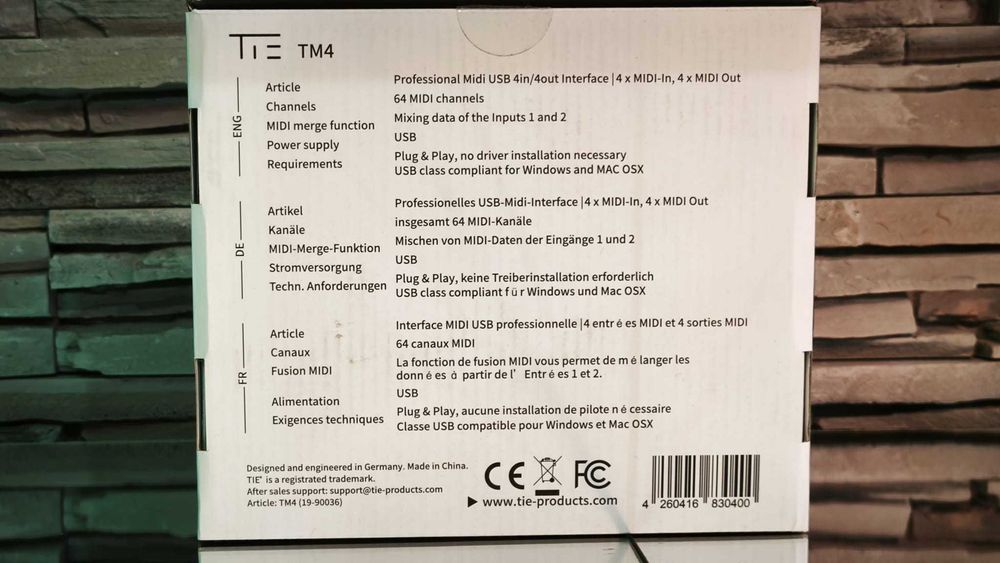 TIE TM4
ENG
Article Professional Midi USB 4in/4out Interface | 4 x MIDI-In, 4 x MIDI Out
Channels 64 MIDI channels
MIDI merge function Mixing data of the Inputs 1 and 2
Power supply USB
Requirements Plug & Play, no driver installation necessary
USB class compliant for Windows and MAC OSX
DE
Artikel Professionelles USB-Midi-Interface | 4 x MIDI-In, 4 x MIDI Out
Kanäle insgesamt 64 MIDI-Kanäle
MIDI-Merge-Funktion Mischen von MIDI-Daten der Eingänge 1 und 2
Stromversorgung USB
Techn. Anforderungen Plug & Play, keine Treiberinstallation erforderlich
USB class compliant für Windows und Mac OSX
FR
Article Interface MIDI USB professionnelle | 4 entrées MIDI et 4 sorties MIDI
Canaux 64 canaux MIDI
Fusion MIDI La fonction de fusion MIDI vous permet de mélanger les
données à partir de l' Entrées 1 et 2.
Alimentation USB
Exigences techniques Plug & Play, aucune installation de pilote nécessaire
Classe USB compatible pour Windows et Mac OSX
Designed and engineered in Germany. Made in China.
TIE® is a registrated trademark.
After sales support: support@tie-products.com
Article: TM4 (19-90036)
CE FC
www.tie-products.com
4 260416 830400